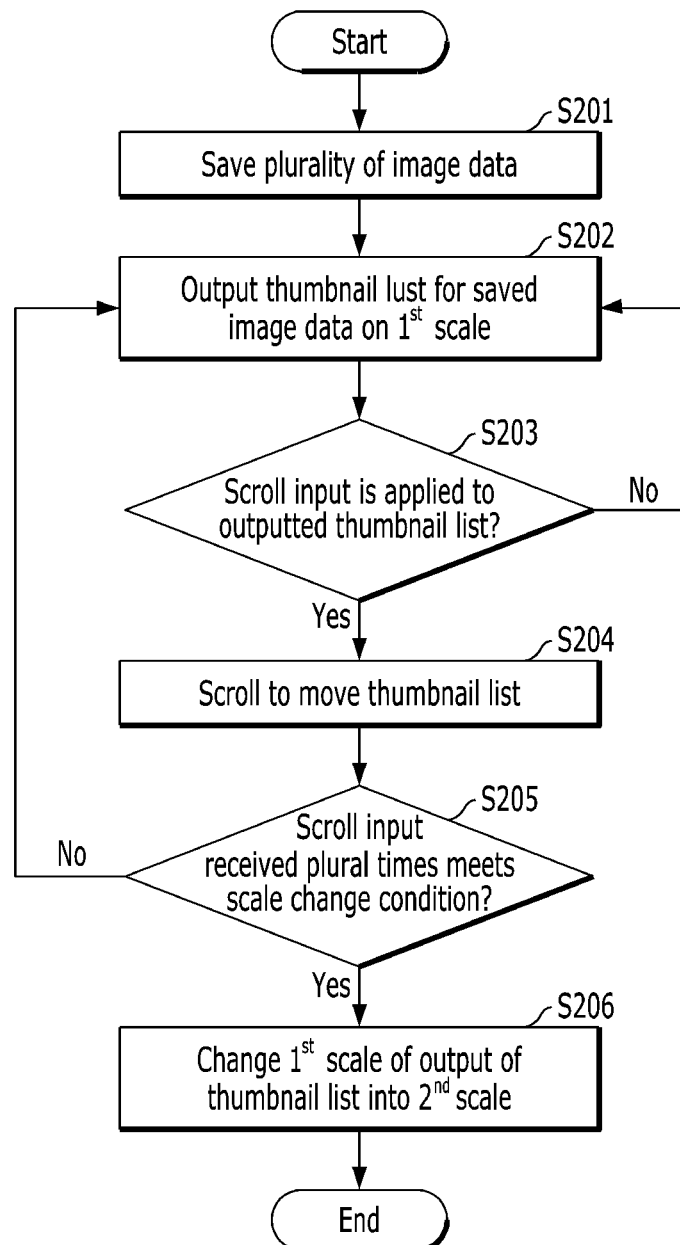 Start
S201
Save plurality of image data
S202
Output thumbnail lust for saved
image data on 1st scale
S203
Scroll input is applied to
outputted thumbnail list?
No
Yes
S204
Scroll to move thumbnail list
S205
Scroll input
received plural times meets
scale change condition?
No
Yes
S206
Change 1st scale of output of
thumbnail list into 2nd scale
End